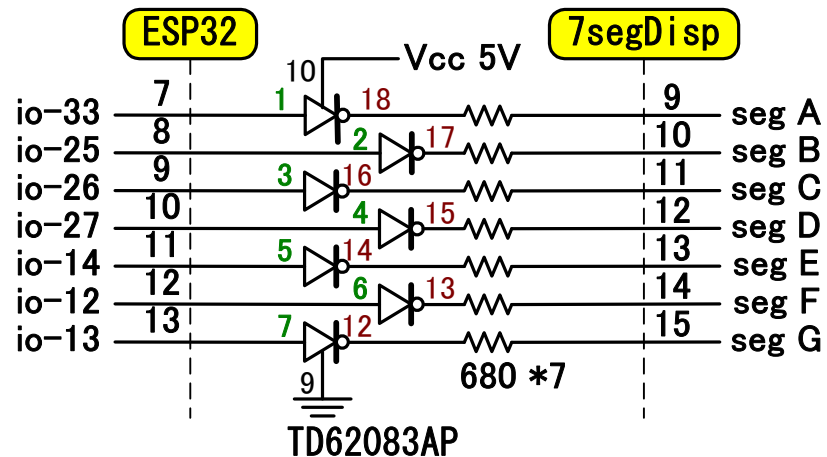 ESP32 7segDisp
10 Vcc 5V
io-33 7 1 18 9 seg A
io-25 8 2 17 10 seg B
io-26 9 3 16 11 seg C
io-27 10 4 15 12 seg D
io-14 11 5 14 13 seg E
io-12 12 6 13 14 seg F
io-13 13 7 12 15 seg G
9 680 *7
TD62083AP